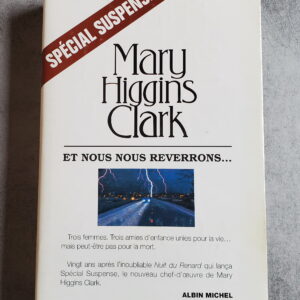 SPÉCIAL SUSPENS
Mary
Higgins
Clark
ET NOUS NOUS REVERRONS...
Trois femmes. Trois amies d'enfance unies pour la vie...
mais peut-être pas pour la mort.
Vingt ans après l'inoubliable Nuit du Renard qui lança
Spécial Suspense, le nouveau chef-d'œuvre de Mary
Higgins Clark.
ALBIN MICHEL